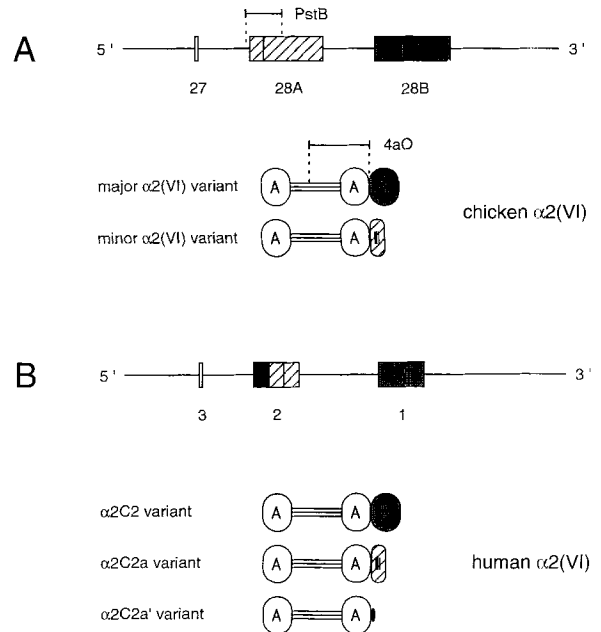 PstB
A 5' 3'
27 28A 28B
4aO
major α2(VI) variant A A
chicken α2(VI)
minor α2(VI) variant A A
B 5' 3'
3 2 1
α2C2 variant A A
α2C2a variant A A human α2(VI)
α2C2a' variant A A